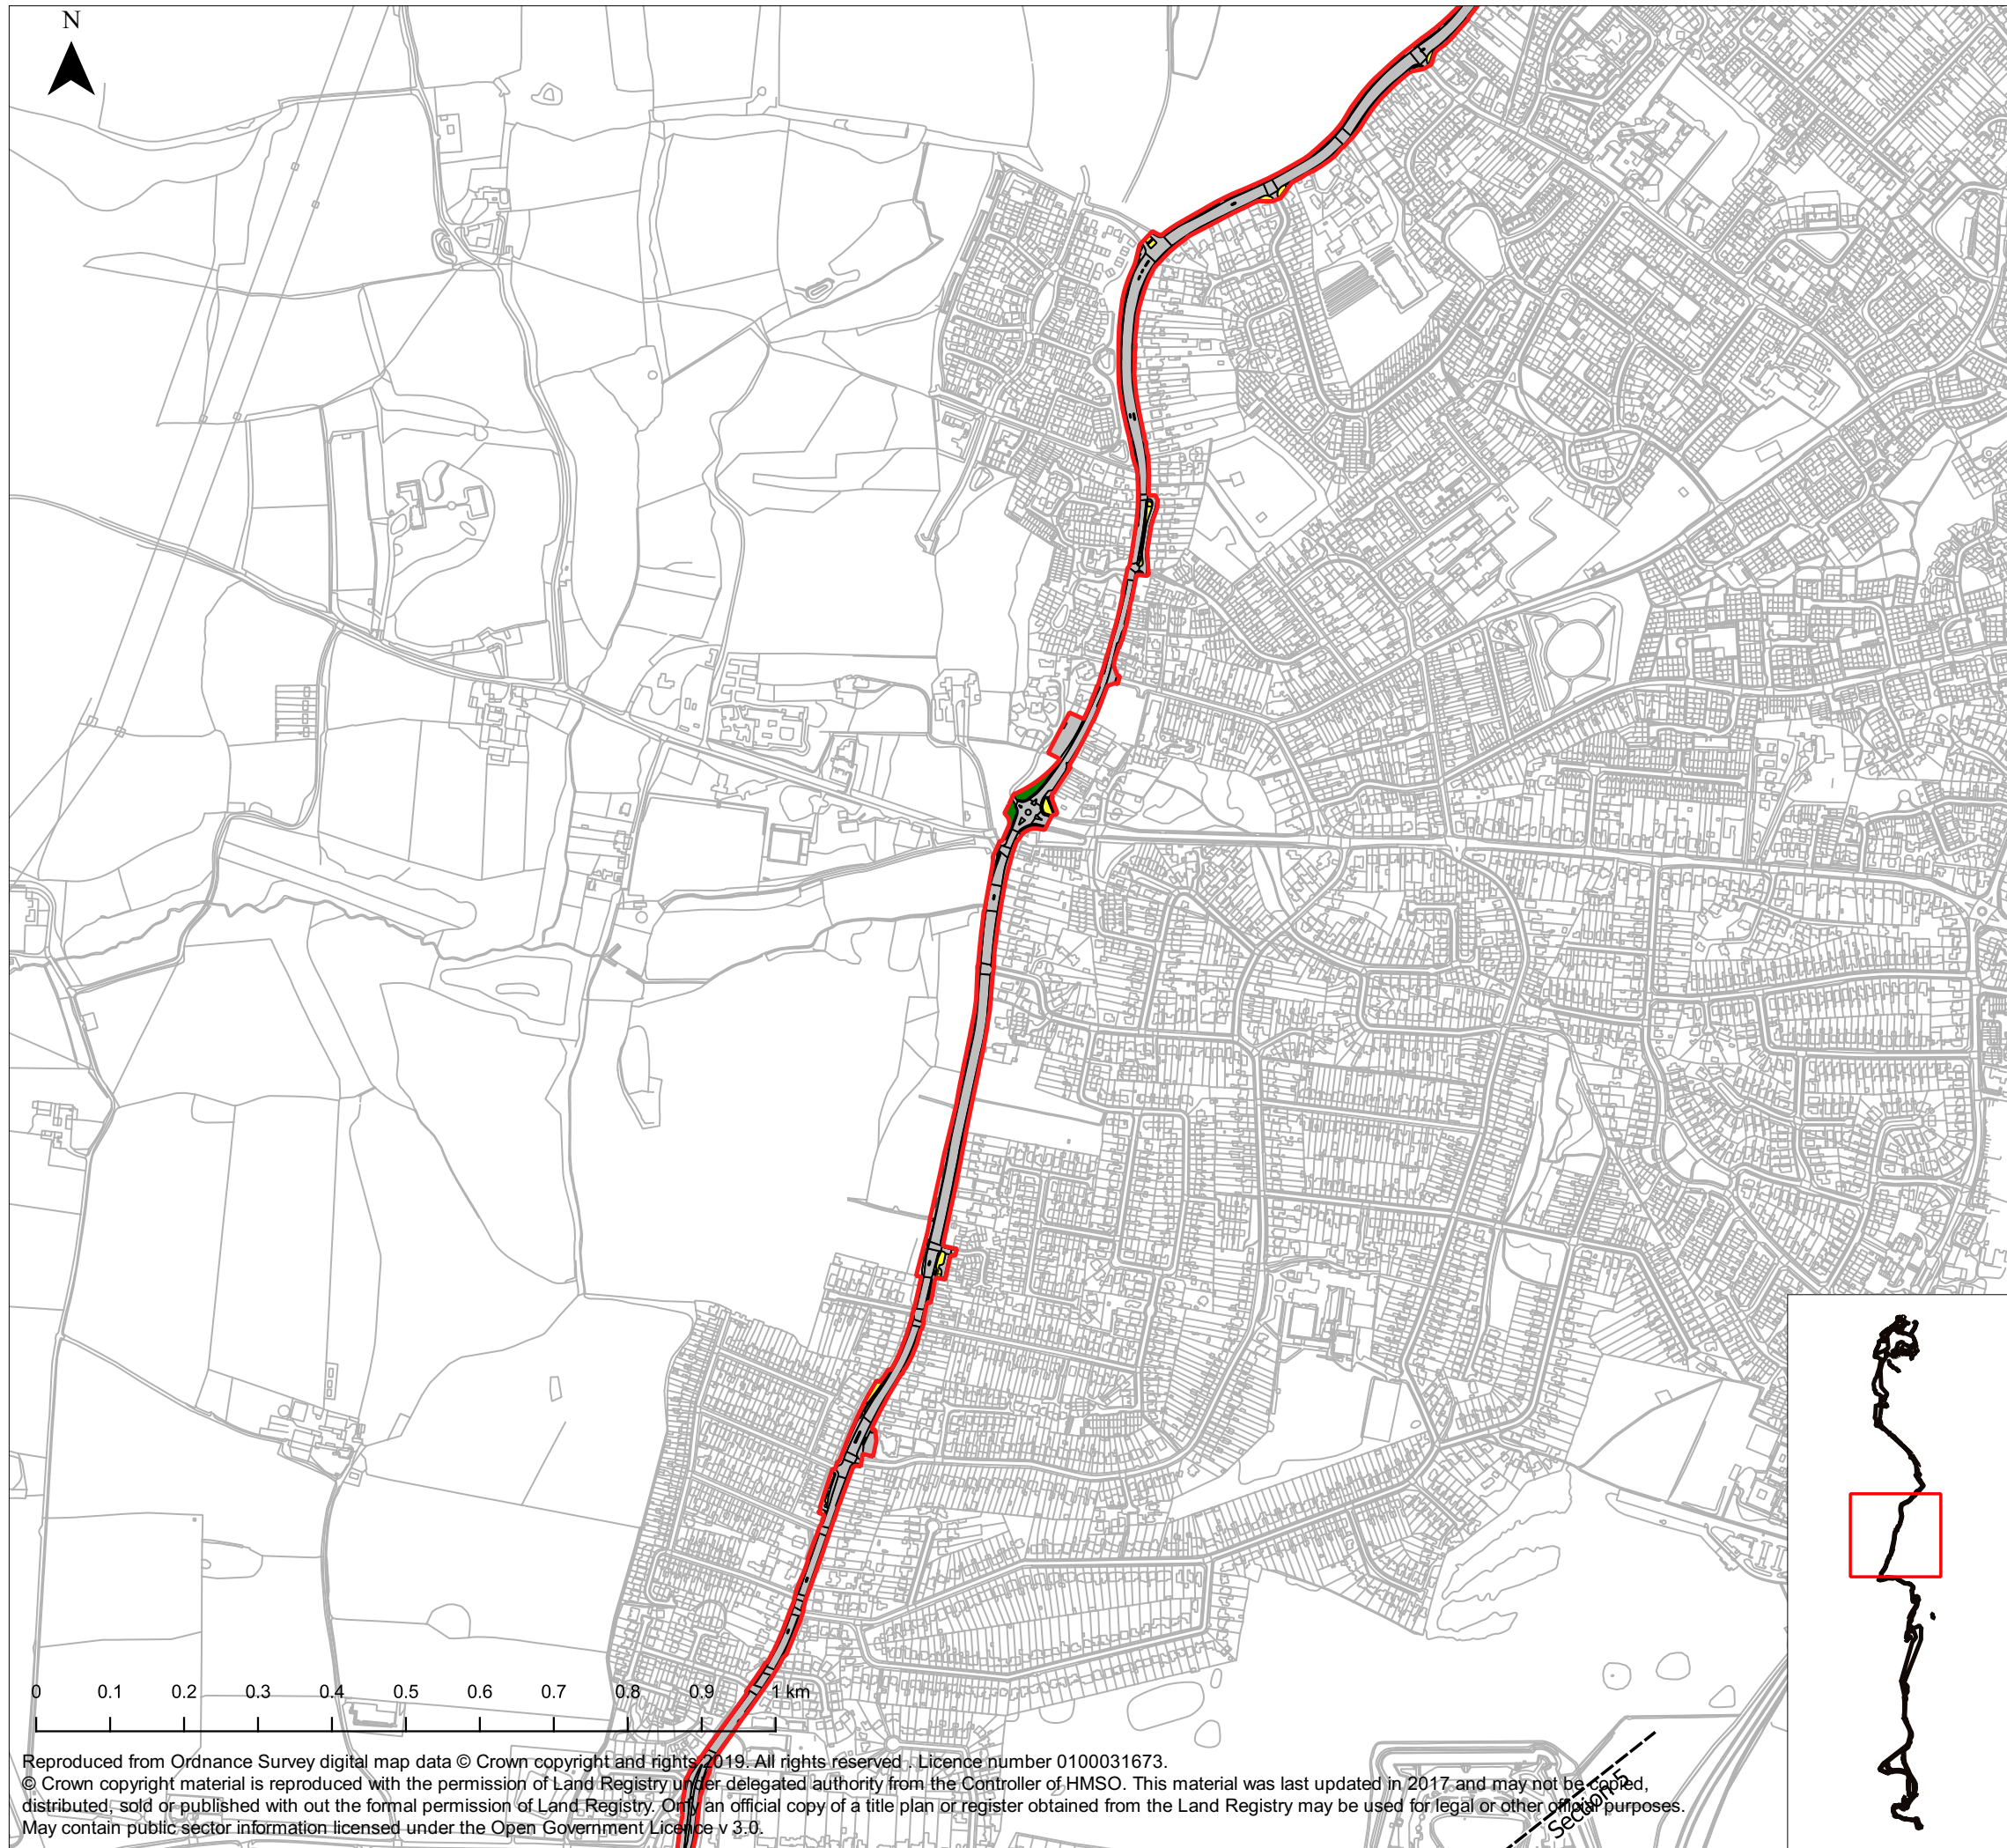 N
0 0.1 0.2 0.3 0.4 0.5 0.6 0.7 0.8 0.9 1 km
Reproduced from Ordnance Survey digital map data © Crown copyright and rights 2019. All rights reserved . Licence number 0100031673.
© Crown copyright material is reproduced with the permission of Land Registry under delegated authority from the Controller of HMSO. This material was last updated in 2017 and may not be copied,
distributed, sold or published with out the formal permission of Land Registry. Only an official copy of a title plan or register obtained from the Land Registry may be used for legal or other official purposes.
May contain public sector information licensed under the Open Government Licence v 3.0.
Section 5